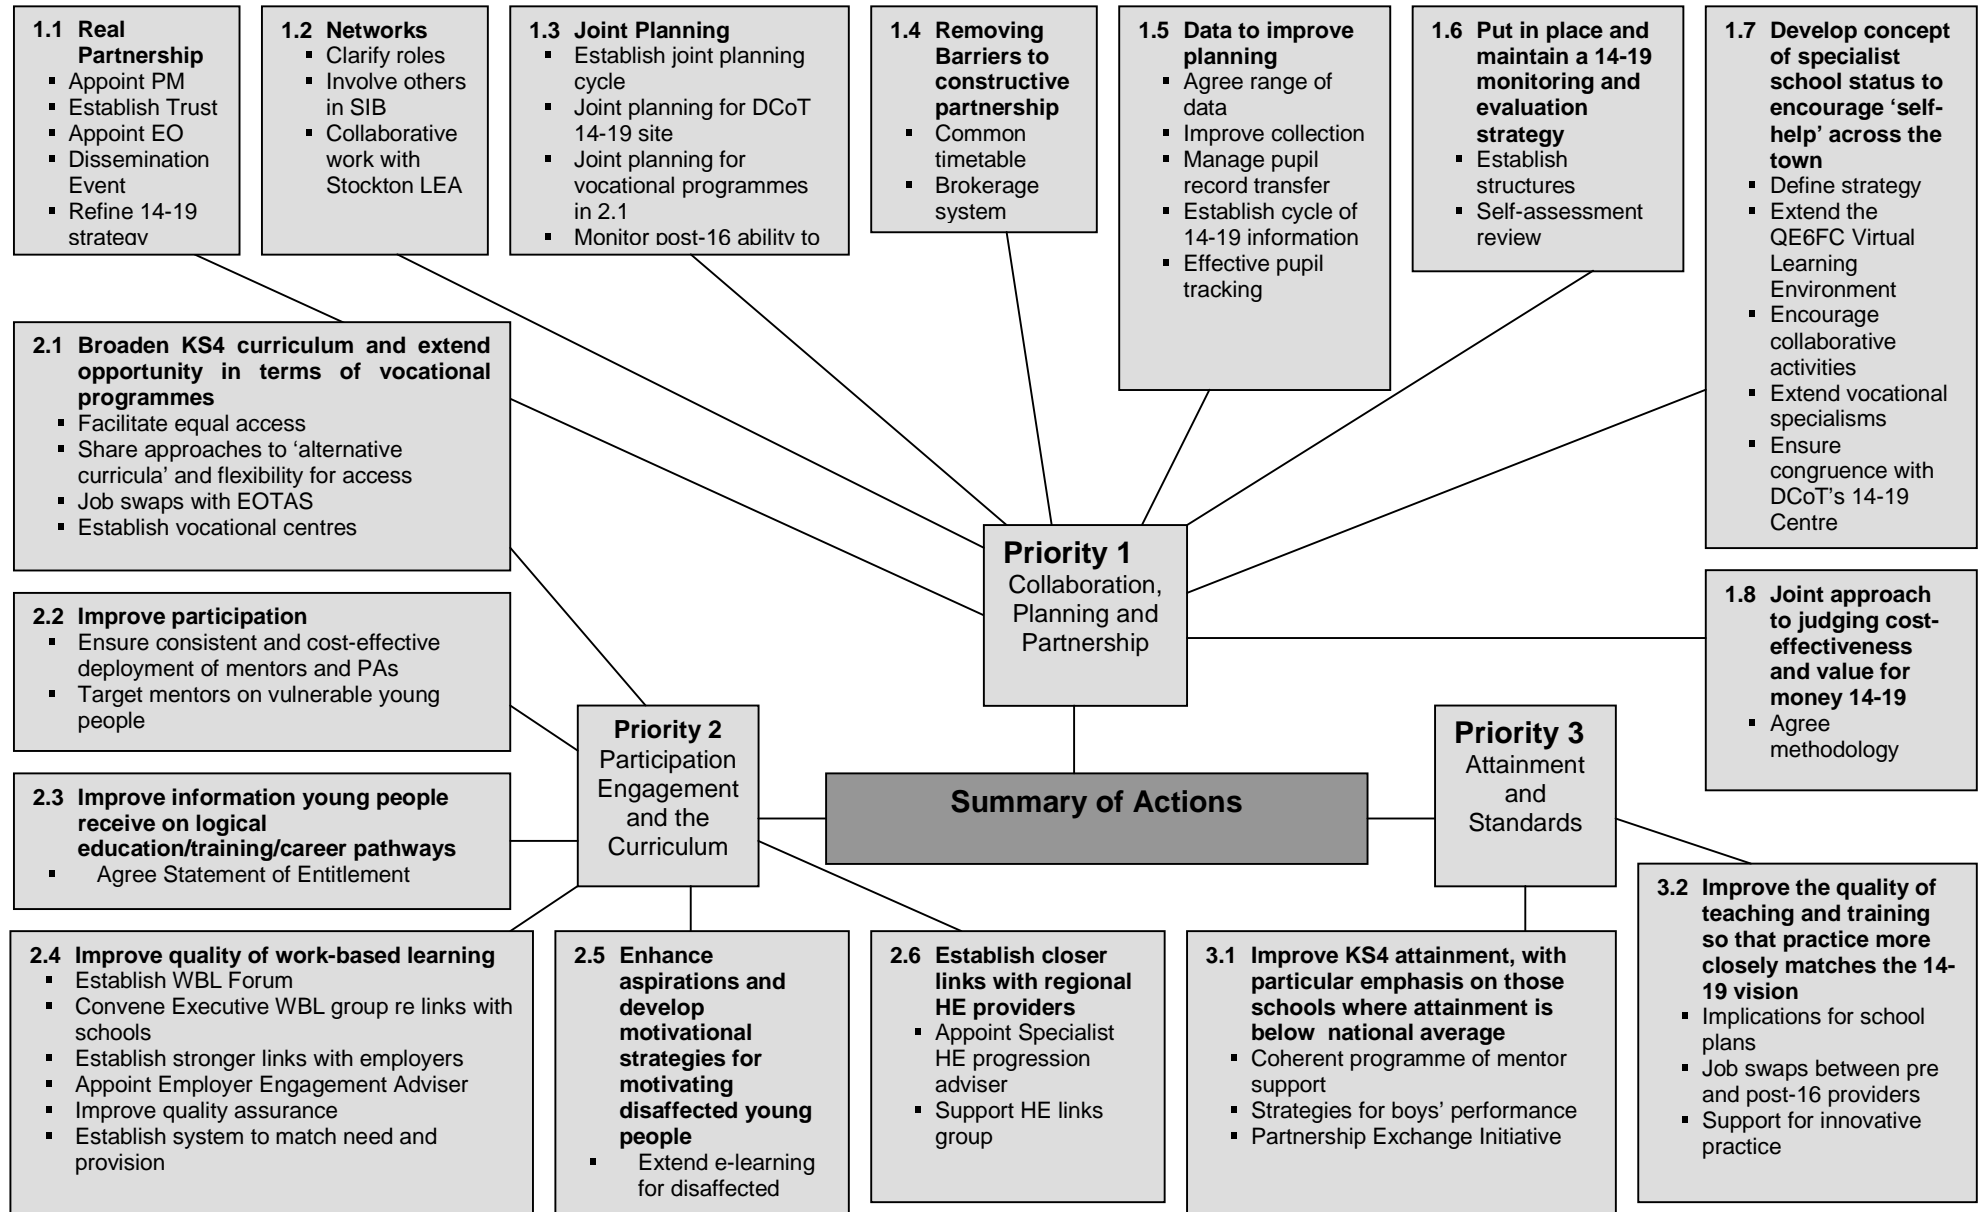 1.1 Real
Partnership
▪ Appoint PM
▪ Establish Trust
▪ Appoint EO
▪ Dissemination
Event
▪ Refine 14-19
strategy
1.2 Networks
▪ Clarify roles
▪ Involve others
in SIB
▪ Collaborative
work with
Stockton LEA
1.3 Joint Planning
▪ Establish joint planning
cycle
▪ Joint planning for DCoT
14-19 site
▪ Joint planning for
vocational programmes
in 2.1
▪ Monitor post-16 ability to
1.4 Removing
Barriers to
constructive
partnership
▪ Common
timetable
▪ Brokerage
system
1.5 Data to improve
planning
▪ Agree range of
data
▪ Improve collection
▪ Manage pupil
record transfer
▪ Establish cycle of
14-19 information
▪ Effective pupil
tracking
1.6 Put in place and
maintain a 14-19
monitoring and
evaluation
strategy
▪ Establish
structures
▪ Self-assessment
review
1.7 Develop concept
of specialist
school status to
encourage ‘self-
help’ across the
town
▪ Define strategy
▪ Extend the
QE6FC Virtual
Learning
Environment
▪ Encourage
collaborative
activities
▪ Extend vocational
specialisms
▪ Ensure
congruence with
DCoT’s 14-19
Centre
2.1 Broaden KS4 curriculum and extend
opportunity in terms of vocational
programmes
▪ Facilitate equal access
▪ Share approaches to ‘alternative
curricula’ and flexibility for access
▪ Job swaps with EOTAS
▪ Establish vocational centres
Priority 1
Collaboration,
Planning and
Partnership
1.8 Joint approach
to judging cost-
effectiveness
and value for
money 14-19
▪ Agree
methodology
2.2 Improve participation
▪ Ensure consistent and cost-effective
deployment of mentors and PAs
▪ Target mentors on vulnerable young
people
Priority 2
Participation
Engagement
and the
Curriculum
Summary of Actions
Priority 3
Attainment
and
Standards
2.3 Improve information young people
receive on logical
education/training/career pathways
▪ Agree Statement of Entitlement
2.4 Improve quality of work-based learning
▪ Establish WBL Forum
▪ Convene Executive WBL group re links with
schools
▪ Establish stronger links with employers
▪ Appoint Employer Engagement Adviser
▪ Improve quality assurance
▪ Establish system to match need and
provision
2.5 Enhance
aspirations and
develop
motivational
strategies for
motivating
disaffected young
people
▪ Extend e-learning
for disaffected
2.6 Establish closer
links with regional
HE providers
▪ Appoint Specialist
HE progression
adviser
▪ Support HE links
group
3.1 Improve KS4 attainment, with
particular emphasis on those
schools where attainment is
below national average
▪ Coherent programme of mentor
support
▪ Strategies for boys’ performance
▪ Partnership Exchange Initiative
3.2 Improve the quality of
teaching and training
so that practice more
closely matches the 14-
19 vision
▪ Implications for school
plans
▪ Job swaps between pre
and post-16 providers
▪ Support for innovative
practice